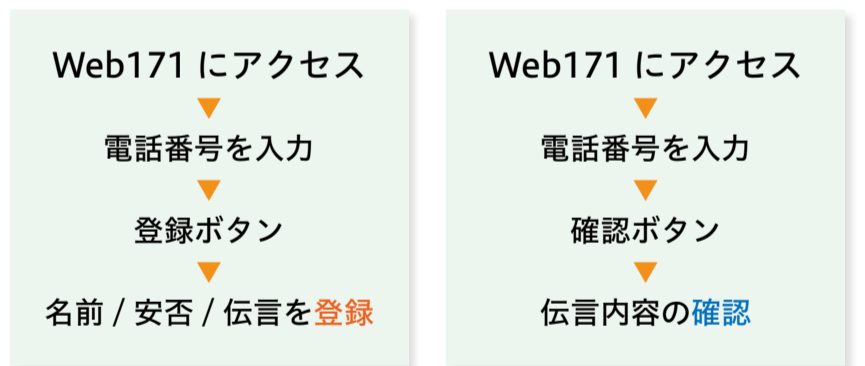 Web171 にアクセス
▼
電話番号を入力
▼
登録ボタン
▼
名前 / 安否 / 伝言を登録
Web171 にアクセス
▼
電話番号を入力
▼
確認ボタン
▼
伝言内容の確認